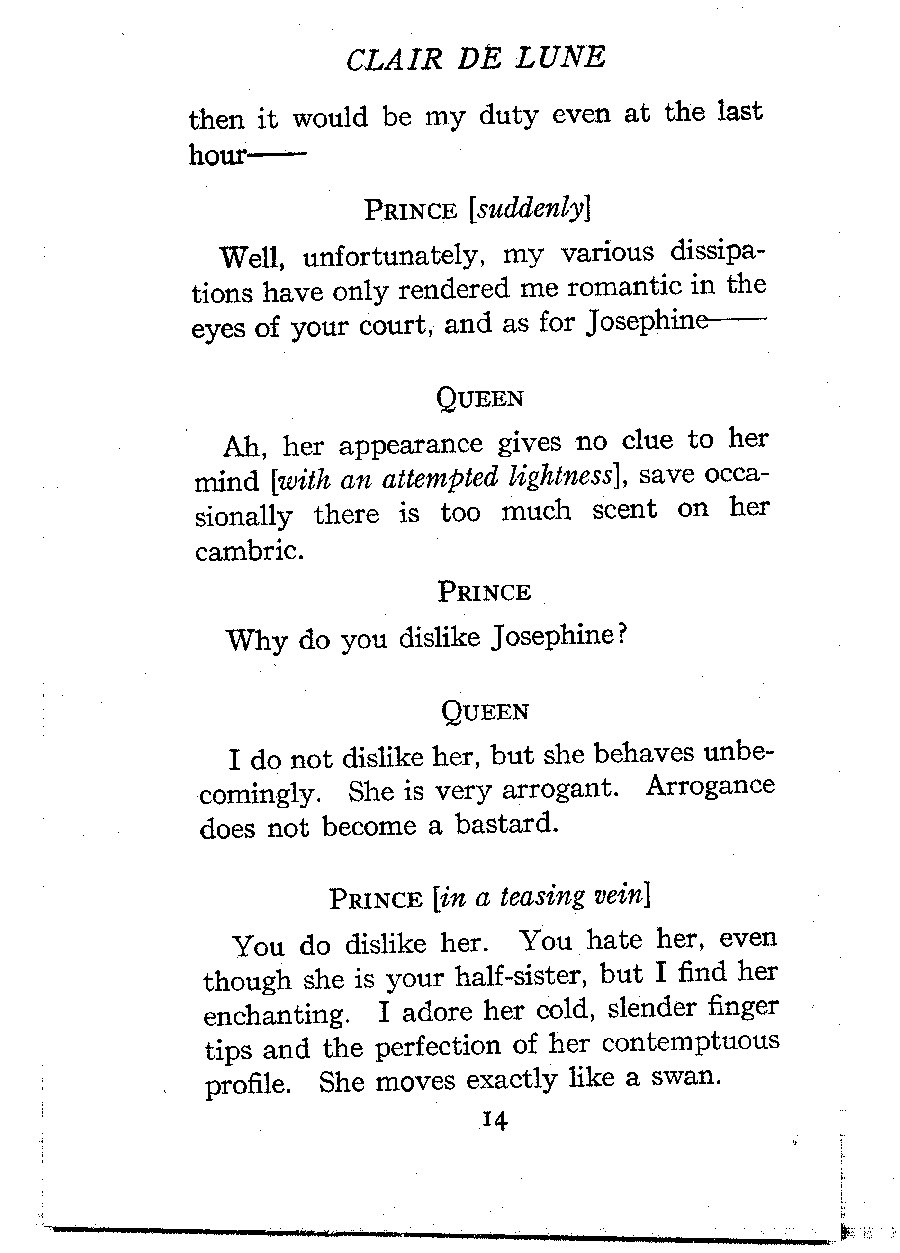 CLAIR DE LUNE
then it would be my duty even at the last
hour——
PRINCE [suddenly]
Well, unfortunately, my various dissipa-
tions have only rendered me romantic in the
eyes of your court, and as for Josephine——
QUEEN
Ah, her appearance gives no clue to her
mind [with an attempted lightness], save occa-
sionally there is too much scent on her
cambric.
PRINCE
Why do you dislike Josephine?
QUEEN
I do not dislike her, but she behaves unbe-
comingly. She is very arrogant. Arrogance
does not become a bastard.
PRINCE [in a teasing vein]
You do dislike her. You hate her, even
though she is your half-sister, but I find her
enchanting. I adore her cold, slender finger
tips and the perfection of her contemptuous
profile. She moves exactly like a swan.
14